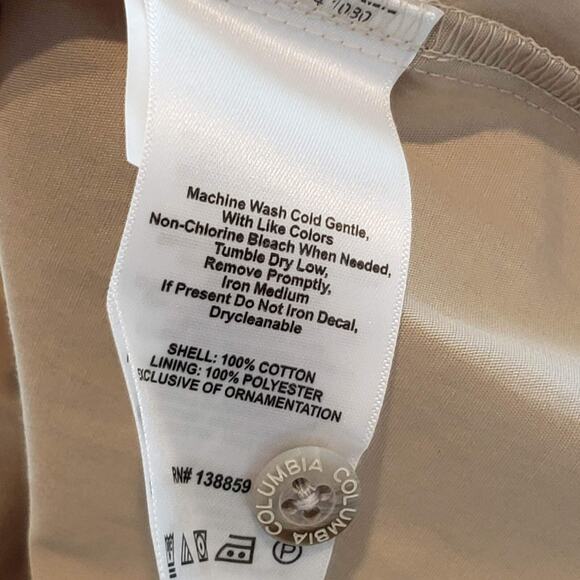 Machine Wash Cold Gentle,
With Like Colors
Non-Chlorine Bleach When Needed,
Tumble Dry Low,
Remove Promptly,
Iron Medium
If Present Do Not Iron Decal,
Drycleanable
SHELL: 100% COTTON
LINING: 100% POLYESTER
EXCLUSIVE OF ORNAMENTATION
RN# 138859
COLUMBIA COLUMBIA
P